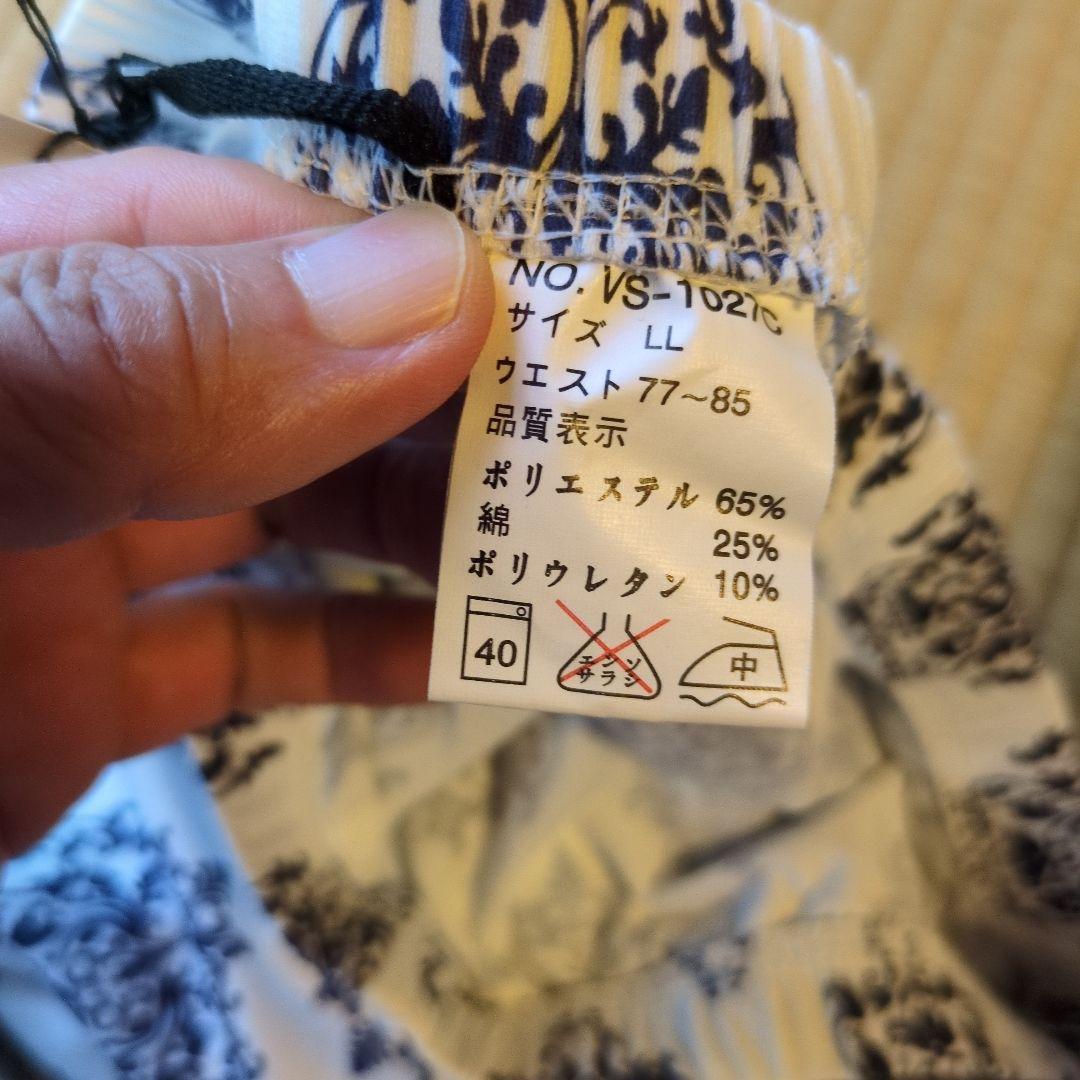 NO. VS-1027C
サイズ LL
ウエスト 77~85
品質表示
ポリエステル 65%
綿 25%
ポリウレタン 10%
40
エンソ
サラシ
中